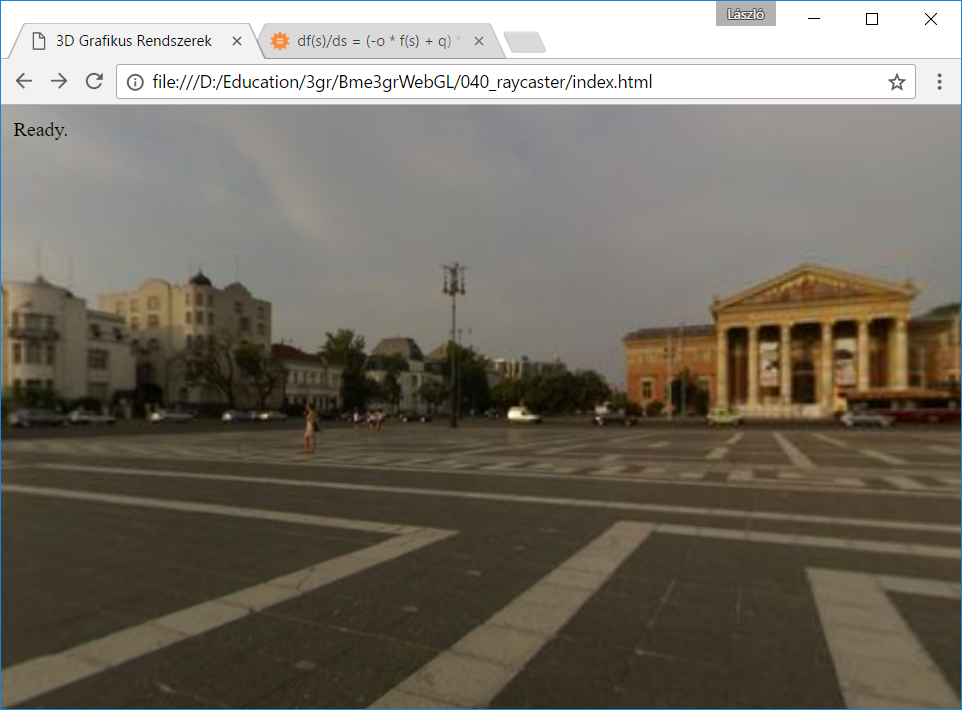 László
3D Grafikus Rendszerek
df(s)/ds = (-o * f(s) + q) *
file:///D:/Education/3gr/Bme3grWebGL/040_raycaster/index.html
Ready.